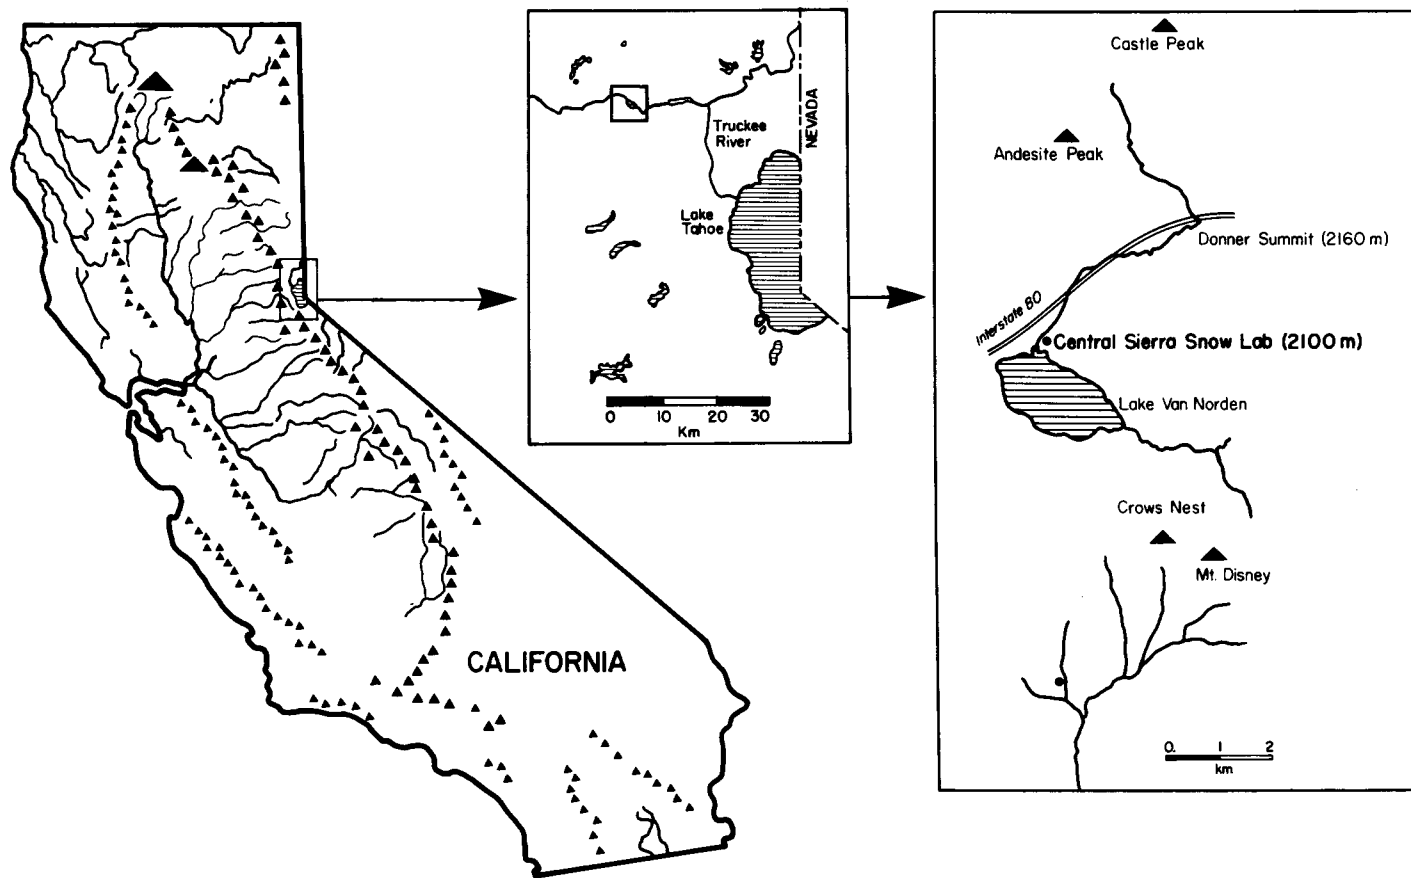 CALIFORNIA
NEVADA
Truckee
River
Lake
Tahoe
0 10 20 30
Km
Castle Peak
Andesite Peak
Donner Summit (2160 m)
Interstate 80
Central Sierra Snow Lab (2100 m)
Lake Van Norden
Crows Nest
Mt. Disney
0. 1 2
km